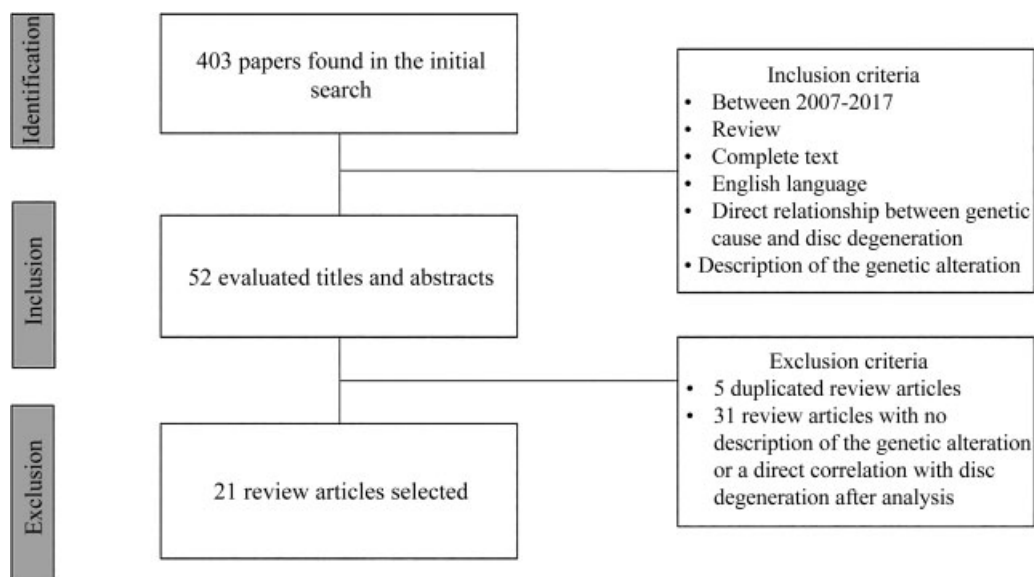 Identification
403 papers found in the initial
search
Inclusion criteria
• Between 2007-2017
• Review
• Complete text
• English language
• Direct relationship between genetic
cause and disc degeneration
• Description of the genetic alteration
Inclusion
52 evaluated titles and abstracts
Exclusion criteria
• 5 duplicated review articles
• 31 review articles with no
description of the genetic alteration
or a direct correlation with disc
degeneration after analysis
Exclusion
21 review articles selected